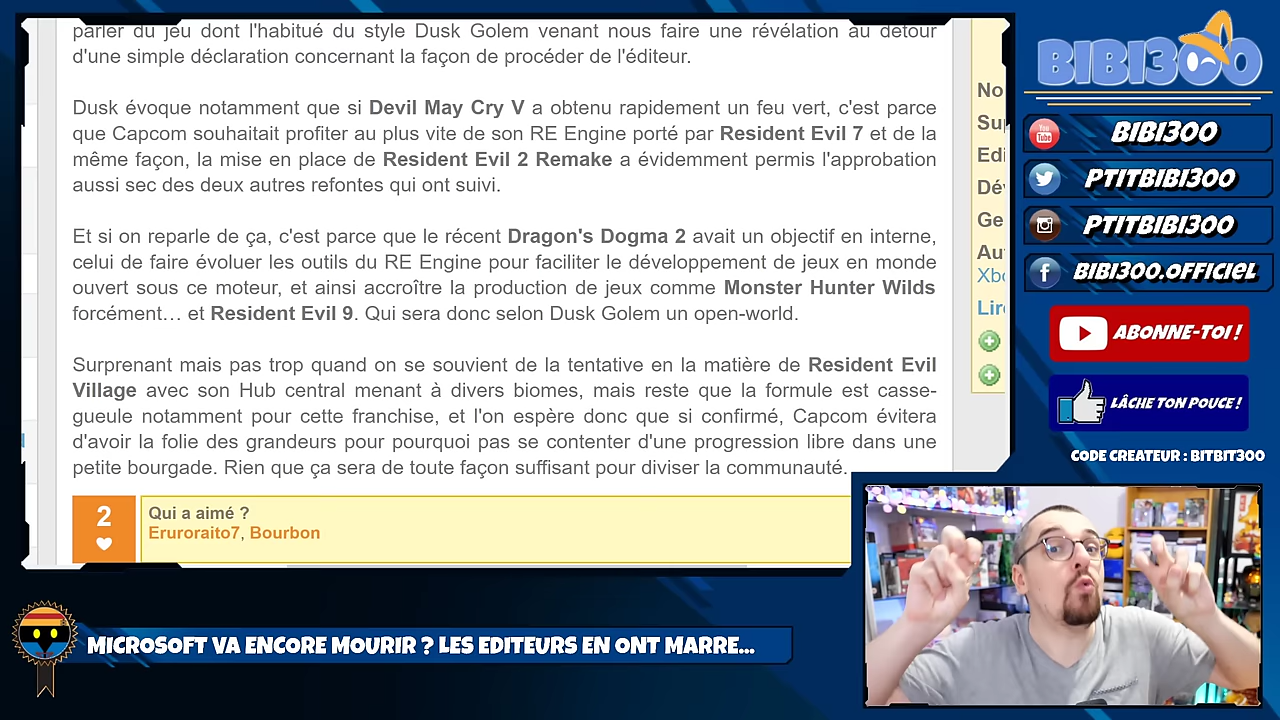 parler du jeu dont l'habitué du style Dusk Golem venant nous faire une révélation au détour
d'une simple déclaration concernant la façon de procéder de l'éditeur.
Dusk évoque notamment que si Devil May Cry V a obtenu rapidement un feu vert, c'est parce
que Capcom souhaitait profiter au plus vite de son RE Engine porté par Resident Evil 7 et de la
même façon, la mise en place de Resident Evil 2 Remake a évidemment permis l'approbation
aussi sec des deux autres refontes qui ont suivi.
Et si on reparle de ça, c'est parce que le récent Dragon's Dogma 2 avait un objectif en interne,
celui de faire évoluer les outils du RE Engine pour faciliter le développement de jeux en monde
ouvert sous ce moteur, et ainsi accroître la production de jeux comme Monster Hunter Wilds
forcément... et Resident Evil 9. Qui sera donc selon Dusk Golem un open-world.
Surprenant mais pas trop quand on se souvient de la tentative en la matière de Resident Evil
Village avec son Hub central menant à divers biomes, mais reste que la formule est casse-
gueule notamment pour cette franchise, et l'on espère donc que si confirmé, Capcom évitera
d'avoir la folie des grandeurs pour pourquoi pas se contenter d'une progression libre dans une
petite bourgade. Rien que ça sera de toute façon suffisant pour diviser la communauté.
2
Qui a aimé ?
Eruroraito7, Bourbon
No
Su
Edi
Dé
Ge
Au
Xbo
Lir
BIBI300
You Tube
BIBI300
PTITBIBI300
PTITBIBI300
BIBI300.OFFICIEL
ABONNE-TOI !
LÂCHE TON POUCE !
CODE CREATEUR : BITBIT300
MICROSOFT VA ENCORE MOURIR ? LES EDITEURS EN ONT MARRE...